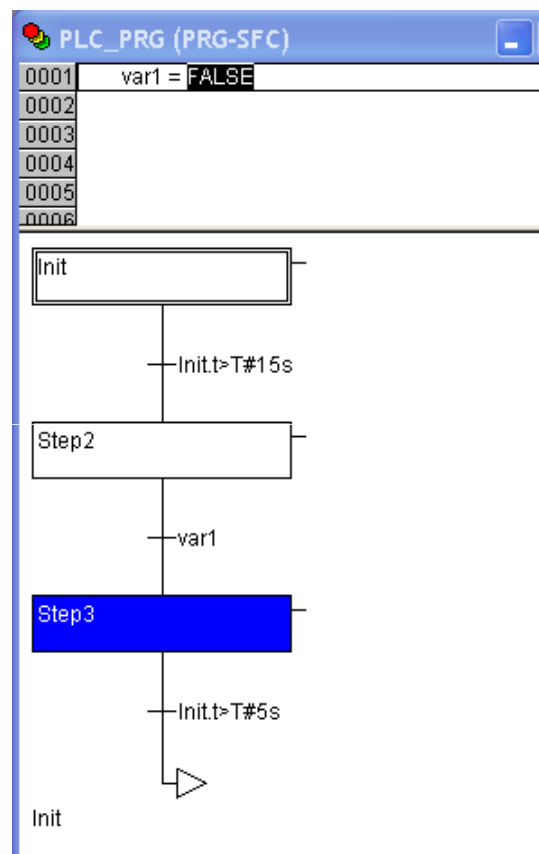 PLC_PRG (PRG-SFC)
0001 var1 = FALSE
0002
0003
0004
0005
0006
Init
Init.t>T#15s
Step2
var1
Step3
Init.t>T#5s
Init